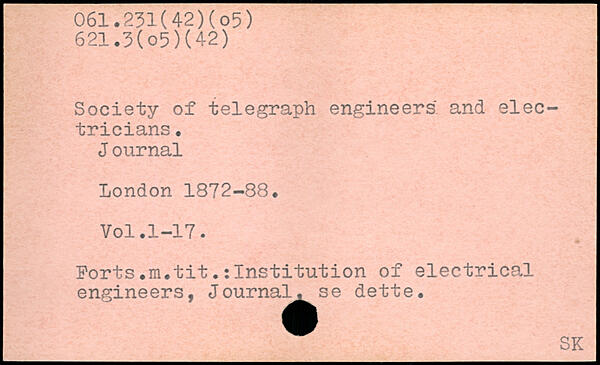 061.231(42)(o5)
621.3(o5)(42)
Society of telegraph engineers and elec-
tricians.
Journal
London 1872-88.
Vol.1-17.
Forts.m.tit.:Institution of electrical
engineers, Journal, se dette.
SK